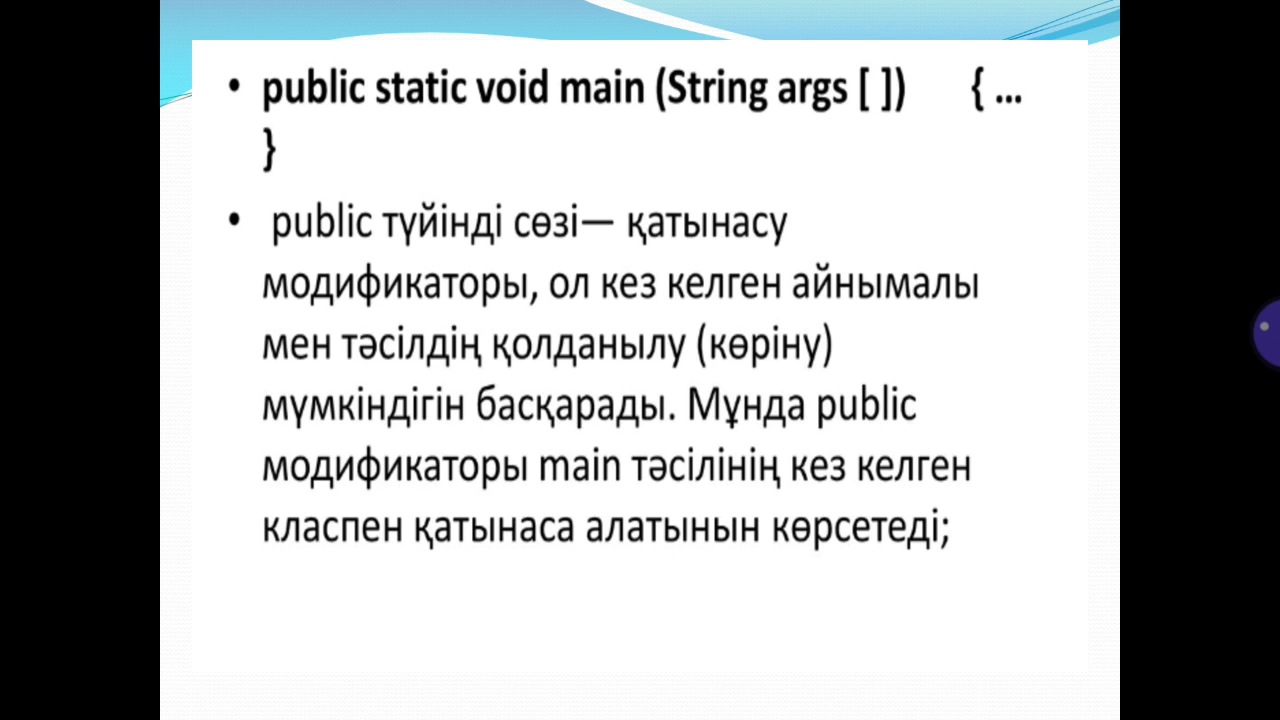 • public static void main (String args [ ]) { ...
}
• public түйінді сөзі— қатынасу
модификаторы, ол кез келген айнымалы
мен тәсілдің қолданылу (көріну)
мүмкіндігін басқарады. Мұнда public
модификаторы main тәсілінің кез келген
класпен қатынаса алатынын көрсетеді;